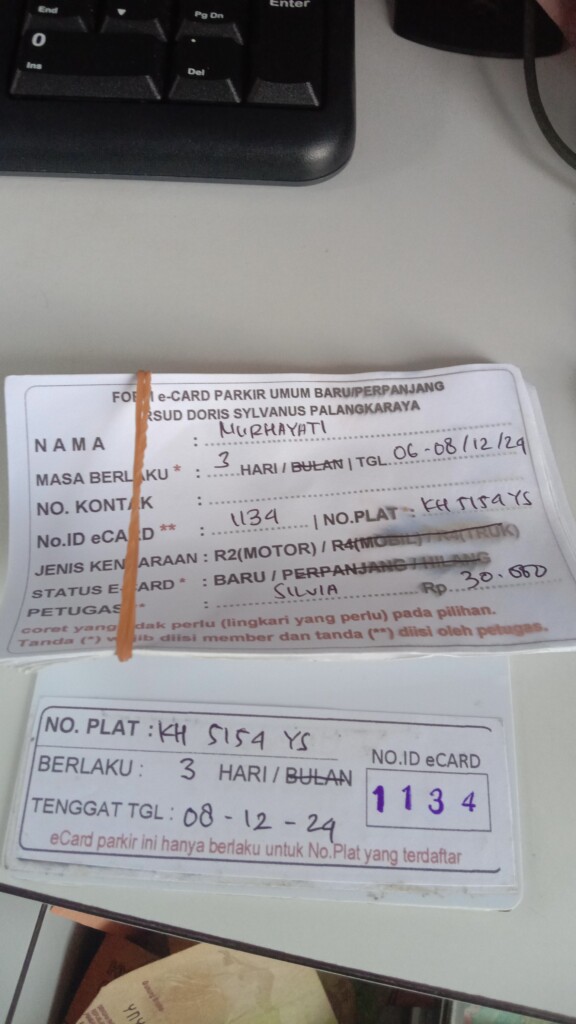 End
Pg Dn
Enter
0
Ins
.
Del
FORM e-CARD PARKIR UMUM BARU/PERPANJANG
RSUD DORIS SYLVANUS PALANGKARAYA
NAMA : MURHAYATI
MASA BERLAKU * : 3 HARI / BULAN | TGL. 06-08/12/24
NO. KONTAK :
No.ID eCARD ** : 1134 | NO.PLAT * : KH 5154 YS
JENIS KENDARAAN : R2(MOTOR) / R4(MOBIL) / R4(TRUK)
STATUS E-CARD * : BARU / PERPANJANG / HILANG
PETUGAS ** : SILVIA Rp 30.000
coret yang tidak perlu (lingkari yang perlu) pada pilihan.
Tanda (*) wajib diisi member dan tanda (**) diisi oleh petugas.
NO. PLAT : KH 5154 YS
BERLAKU : 3 HARI / BULAN
NO.ID eCARD
1134
TENGGAT TGL : 08-12-24
eCard parkir ini hanya berlaku untuk No.Plat yang terdaftar